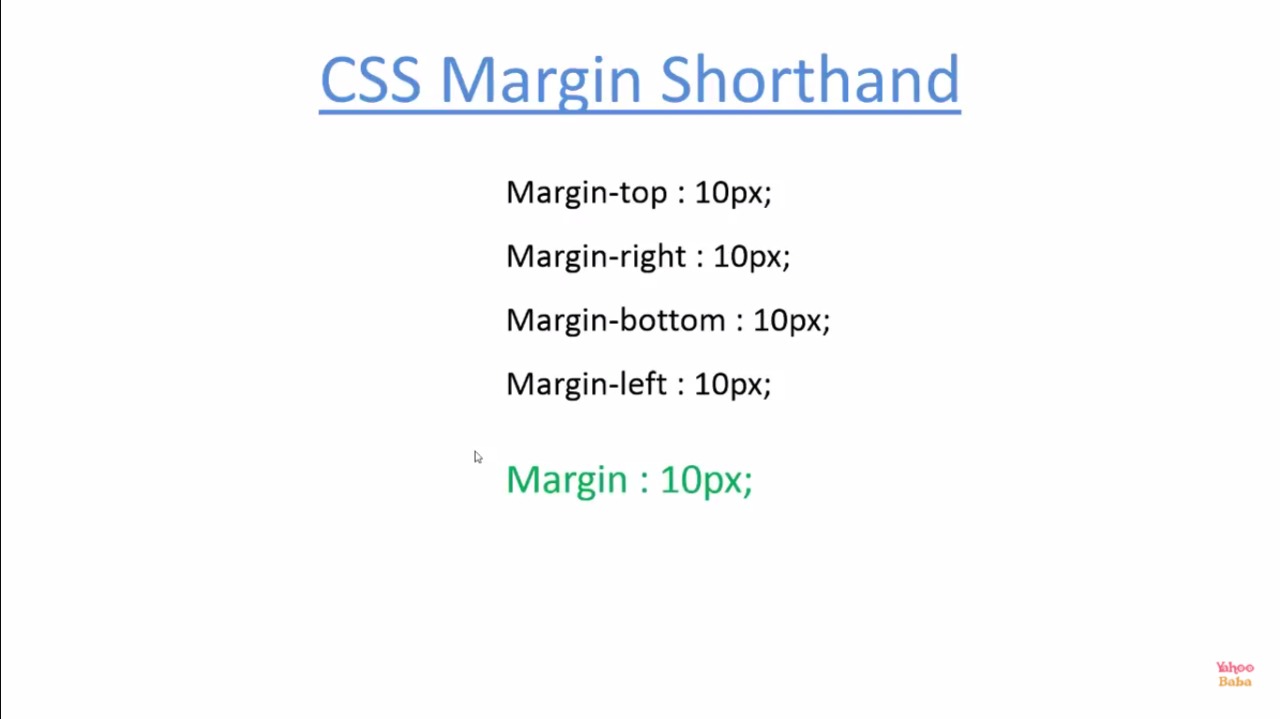 CSS Margin Shorthand
Margin-top : 10px;
Margin-right : 10px;
Margin-bottom : 10px;
Margin-left : 10px;
Margin : 10px;
Yahoo
Baba